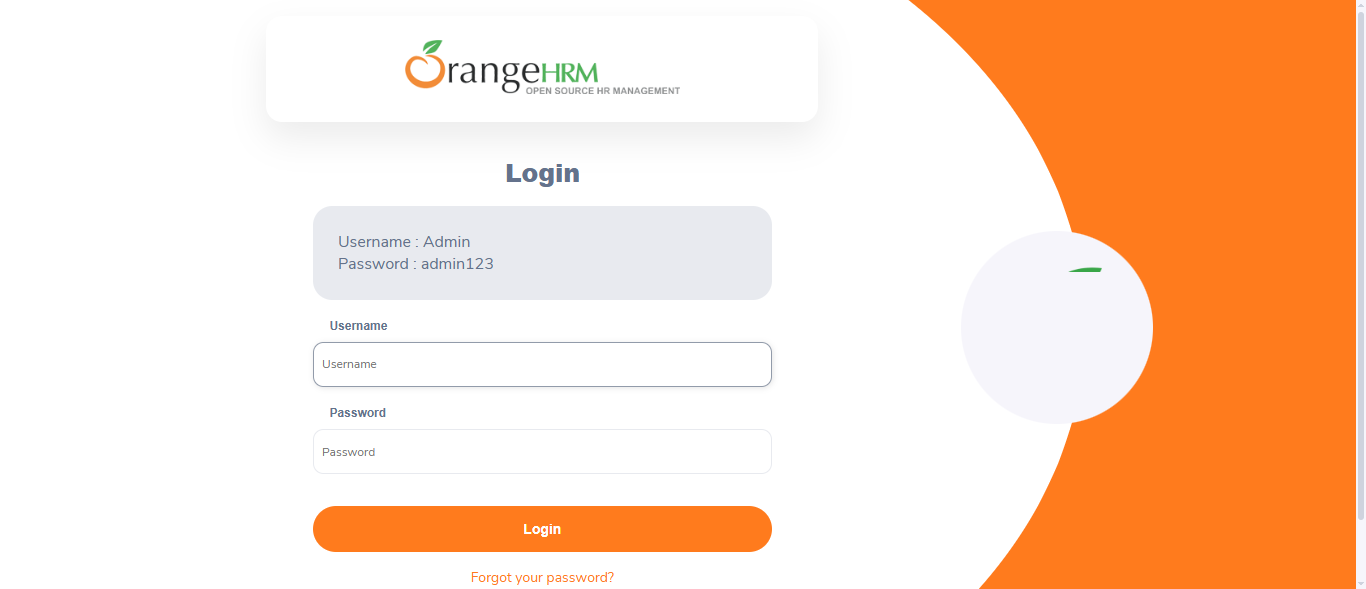 OrangeHRM
OPEN SOURCE HR MANAGEMENT
Login
Username : Admin
Password : admin123
Username
Username
Password
Password
Login
Forgot your password?